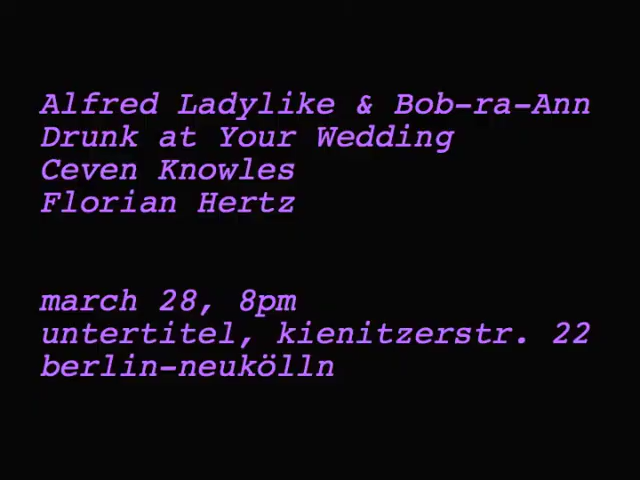 Alfred Ladylike & Bob-ra-Ann
Drunk at Your Wedding
Ceven Knowles
Florian Hertz
march 28, 8pm
untertitel, kienitzerstr. 22
berlin-neukölln